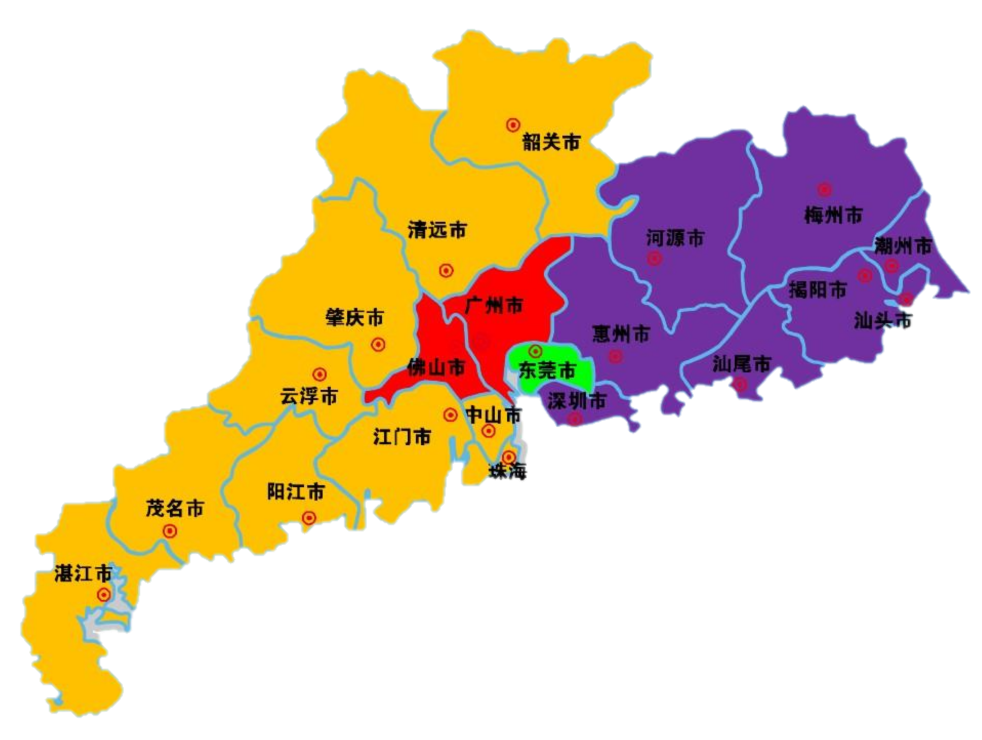 韶关市
梅州市
清远市
河源市
潮州市
揭阳市
广州市
肇庆市
汕头市
惠州市
佛山市
东莞市
汕尾市
云浮市
深圳市
中山市
江门市
珠海
阳江市
茂名市
湛江市